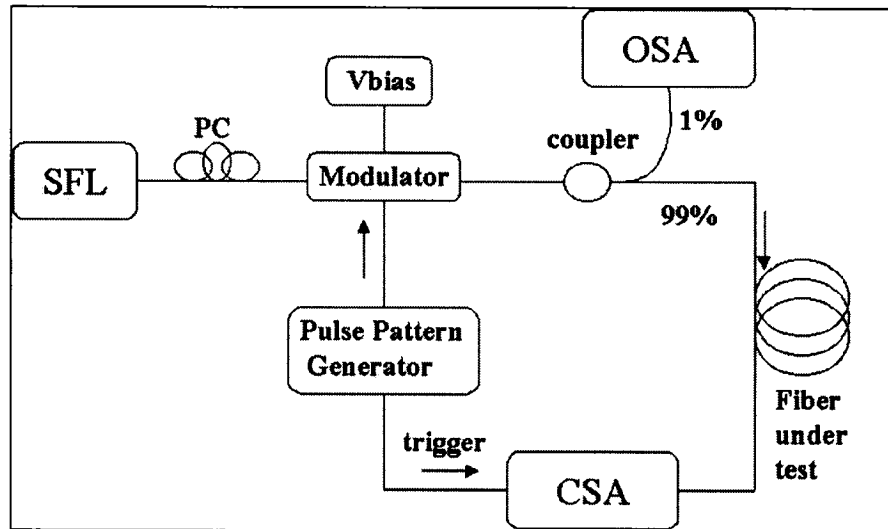 OSA
Vbias
1%
PC
coupler
SFL
Modulator
99%
Pulse Pattern
Generator
Fiber
under
test
trigger
CSA